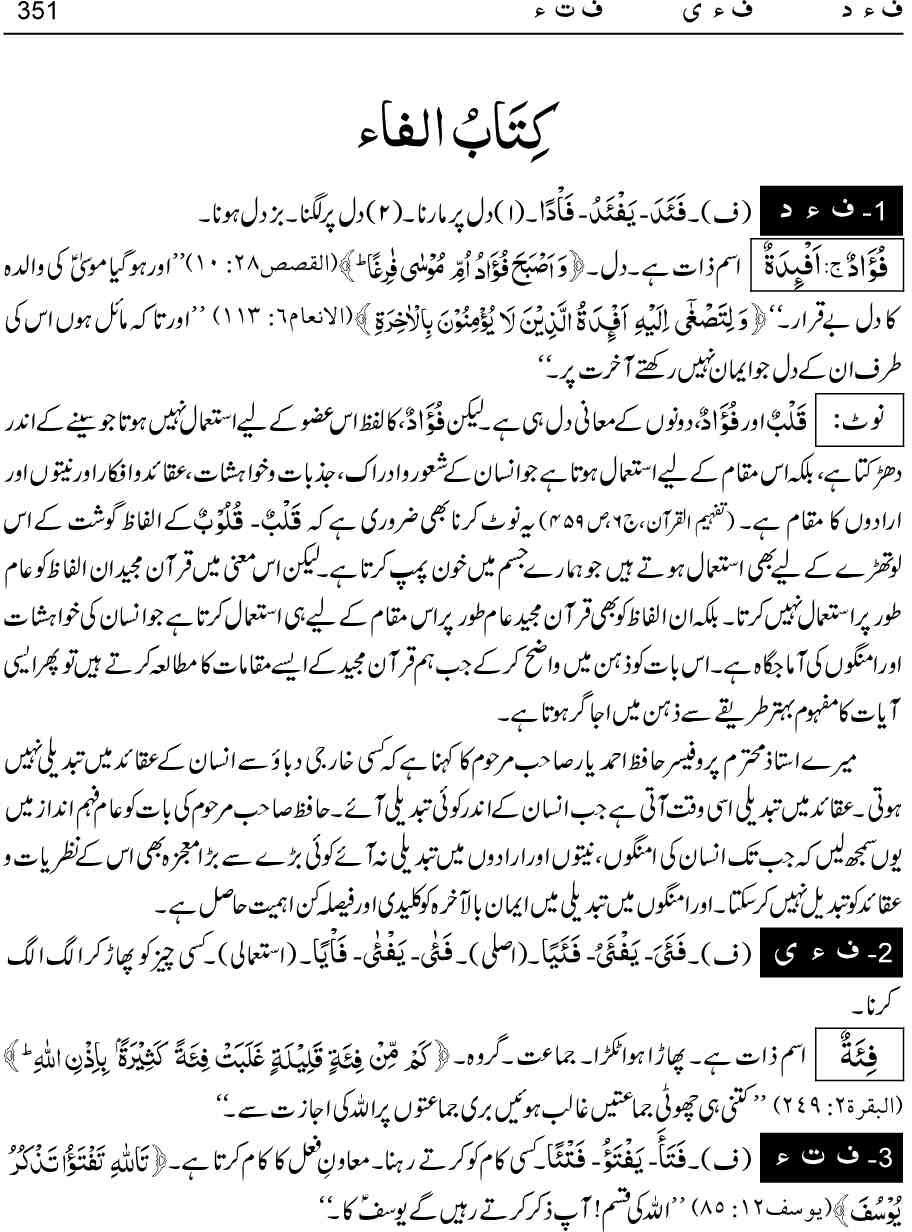 ف ء د ف ء ی ف ت ء 351
کِتَابُ الفاء
1- ف ء د (ف)۔ فَئَدَ- یَفْئَدُ- فَأْدًا۔ (۱) دل پر مارنا۔ (۲) دل پر لگنا۔ بزدل ہونا۔
فُؤَادٌ ج: اَفْئِدَةٌ اسم ذات ہے۔ دل۔ ﴿وَاَصْبَحَ فُؤَادُ اُمِّ مُوْسٰی فٰرِغًا ؕ﴾ (القصص۲۸: ۱۰) ’’اور ہوگیا موسیٰؑ کی والدہ
کا دل بے قرار۔‘‘ ﴿وَ لِتَصْغٰۤی اِلَیْهِ اَفْئِدَةُ الَّذِیْنَ لَا یُؤْمِنُوْنَ بِالْاٰخِرَةِ﴾ (الانعام۶: ۱۱۳) ’’اور تاکہ مائل ہوں اس کی
طرف ان کے دل جو ایمان نہیں رکھتے آخرت پر۔‘‘
نوٹ: قَلْبٌ اور فُؤَادٌ، دونوں کے معانی دل ہی ہے۔ لیکن فُؤَادٌ، کا لفظ اس عضو کے لیے استعمال نہیں ہوتا جو سینے کے اندر
دھڑکتا ہے، بلکہ اس مقام کے لیے استعمال ہوتا ہے جو انسان کے شعور و ادراک، جذبات و خواہشات، عقائد و افکار اور نیتوں اور
ارادوں کا مقام ہے۔ (تفہیم القرآن، ج۶ ص ۴۵۹) یہ نوٹ کرنا بھی ضروری ہے کہ قَلْبٌ- قُلُوْبٌ کے الفاظ گوشت کے اس
لوتھڑے کے لیے بھی استعمال ہوتے ہیں جو ہمارے جسم میں خون پمپ کرتا ہے۔ لیکن اس معنی میں قرآن مجید ان الفاظ کو عام
طور پر استعمال نہیں کرتا۔ بلکہ ان الفاظ کو بھی قرآن مجید عام طور پر اس مقام کے لیے ہی استعمال کرتا ہے جو انسان کی خواہشات
اور امنگوں کی آماجگاہ ہے۔ اس بات کو ذہن میں واضح کر کے جب ہم قرآن مجید کے ایسے مقامات کا مطالعہ کرتے ہیں تو پھر ایسی
آیات کا مفہوم بہتر طریقے سے ذہن میں اجاگر ہوتا ہے۔
میرے استاذ محترم پروفیسر حافظ احمد یار صاحب مرحوم کا کہنا ہے کہ کسی خارجی دباؤ سے انسان کے عقائد میں تبدیلی نہیں
ہوتی۔ عقائد میں تبدیلی اسی وقت آتی ہے جب انسان کے اندر کوئی تبدیلی آئے۔ حافظ صاحب مرحوم کی بات کو عام فہم انداز میں
یوں سمجھ لیں کہ جب تک انسان کی امنگوں، نیتوں اور ارادوں میں تبدیلی نہ آئے کوئی بڑے سے بڑا معجزہ بھی اس کے نظریات و
عقائد کو تبدیل نہیں کرسکتا۔ اور امنگوں میں تبدیلی میں ایمان بالآخرہ کو کلیدی اور فیصلہ کن اہمیت حاصل ہے۔
2- ف ء ی (ف)۔ فَئَیَ- یَفْئَیُ- فَئَیًا۔ (اصلی)۔ فَئٰی- یَفْئٰی- فَأْیًا۔ (استعمالی)۔ کسی چیز کو پھاڑ کر الگ الگ
کرنا۔
فِئَةٌ اسم ذات ہے۔ پھاڑا ہوا ٹکڑا۔ جماعت۔ گروہ۔ ﴿کَمْ مِّنْ فِئَةٍ قَلِیْلَةٍ غَلَبَتْ فِئَةً کَثِیْرَةًۢ بِاِذْنِ اللّٰهِ ؕ﴾
(البقرة۲: ۲۴۹) ’’کتنی ہی چھوٹی جماعتیں غالب ہوئیں بری جماعتوں پر اللہ کی اجازت سے۔‘‘
3- ف ت ء (ف)۔ فَتَأَ- یَفْتَؤُ- فَتْئًا۔ کسی کام کو کرتے رہنا۔ معاونِ فعل کا کام کرتا ہے۔ ﴿تَاللّٰهِ تَفْتَؤُا تَذْکُرُ
یُوْسُفَ﴾ (یوسف۱۲: ۸۵) ’’اللہ کی قسم! آپ ذکر کرتے رہیں گے یوسفؑ کا۔‘‘